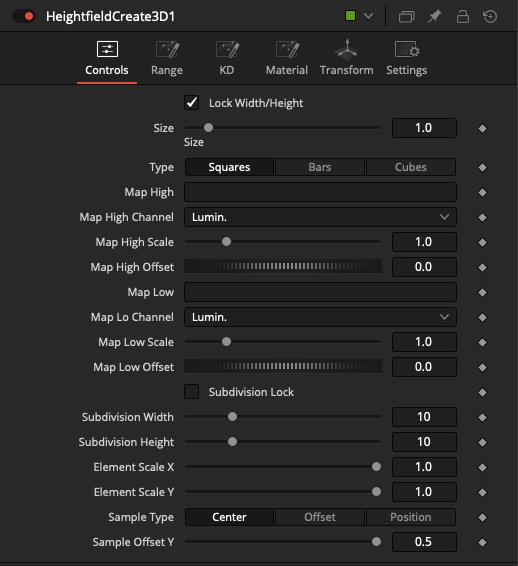 HeightfieldCreate3D1
Controls Range KD Material Transform Settings
Lock Width/Height
Size 1.0
Size
Type Squares Bars Cubes
Map High
Map High Channel Lumin.
Map High Scale 1.0
Map High Offset 0.0
Map Low
Map Lo Channel Lumin.
Map Low Scale 1.0
Map Low Offset 0.0
Subdivision Lock
Subdivision Width 10
Subdivision Height 10
Element Scale X 1.0
Element Scale Y 1.0
Sample Type Center Offset Position
Sample Offset Y 0.5